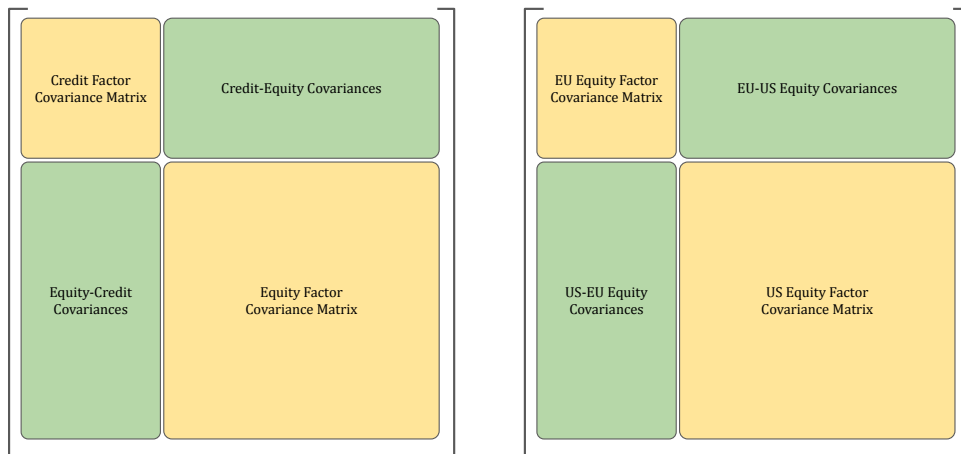 Credit Factor
Covariance Matrix
Credit-Equity Covariances
Equity-Credit
Covariances
Equity Factor
Covariance Matrix
EU Equity Factor
Covariance Matrix
EU-US Equity Covariances
US-EU Equity
Covariances
US Equity Factor
Covariance Matrix